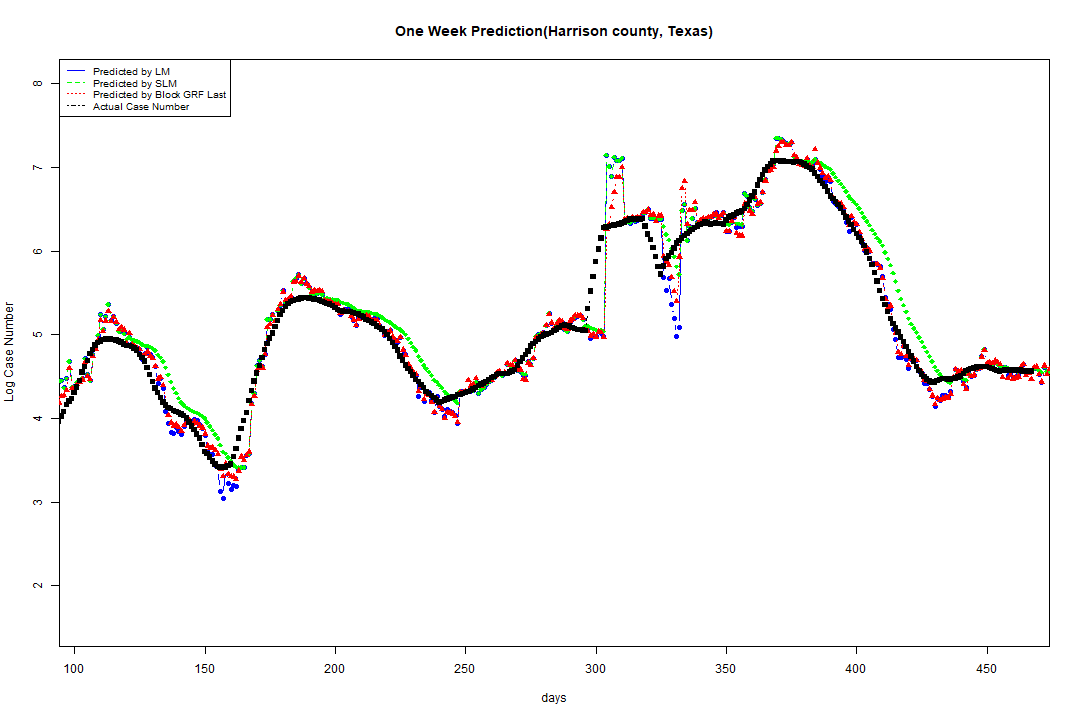 One Week Prediction(Harrison county, Texas)
Predicted by LM
Predicted by SLM
Predicted by Block GRF Last
Actual Case Number
8
7
6
5
4
3
2
Log Case Number
100 150 200 250 300 350 400 450
days